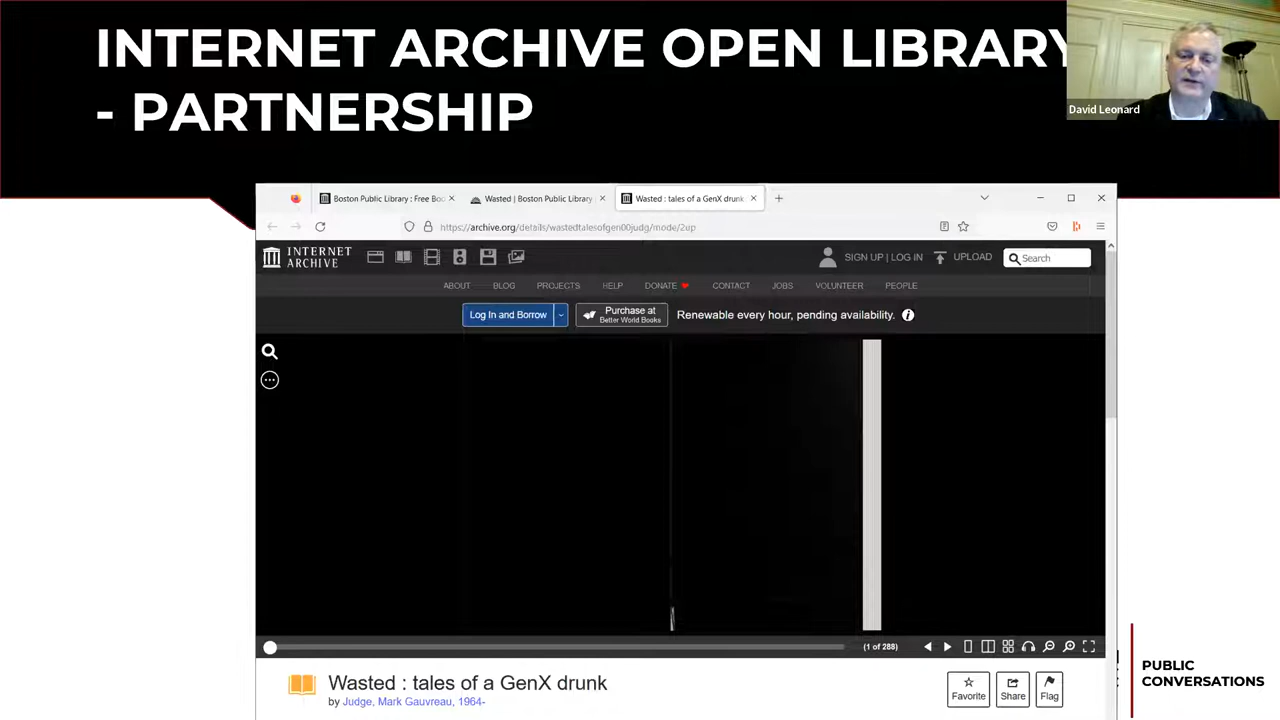 INTERNET ARCHIVE OPEN LIBRARY
- PARTNERSHIP
David Leonard
Boston Public Library : Free Boo
Wasted | Boston Public Library
Wasted : tales of a GenX drunk
https://archive.org/details/wastedtalesofgen00judg/mode/2up
INTERNET
ARCHIVE
SIGN UP | LOG IN
UPLOAD
Search
ABOUT BLOG PROJECTS HELP DONATE CONTACT JOBS VOLUNTEER PEOPLE
Log In and Borrow
Purchase at
Better World Books
Renewable every hour, pending availability.
(1 of 288)
Wasted : tales of a GenX drunk
by Judge, Mark Gauvreau, 1964-
Favorite
Share
Flag
PUBLIC
CONVERSATIONS